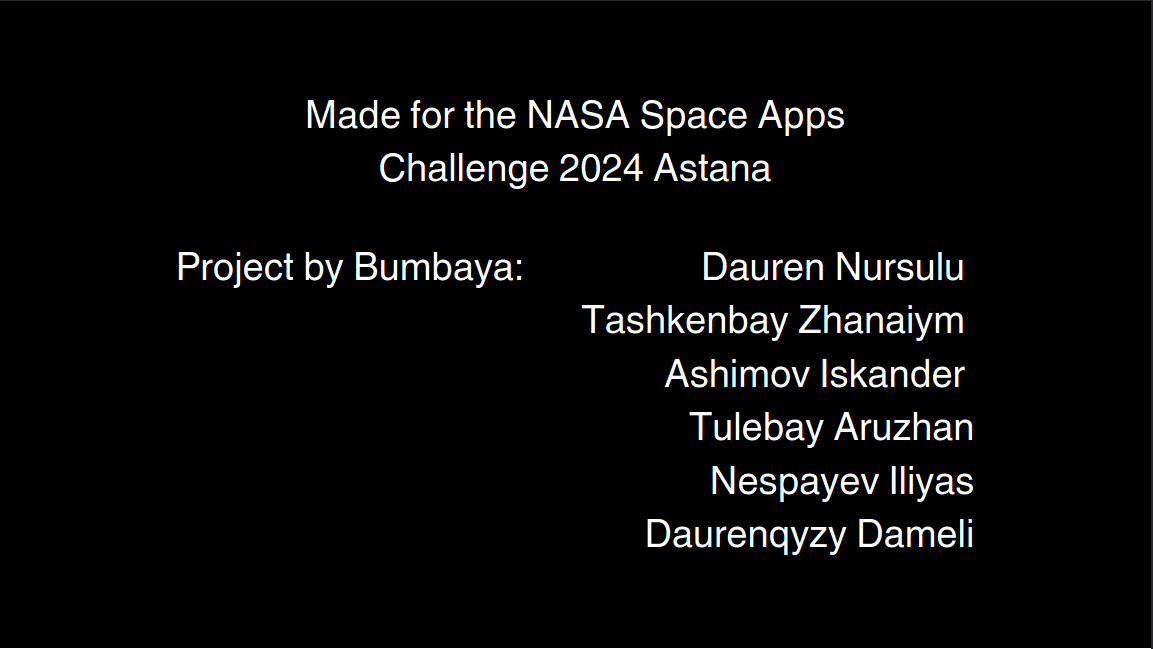 Made for the NASA Space Apps
Challenge 2024 Astana
Project by Bumbaya: Dauren Nursulu
Tashkenbay Zhanaiym
Ashimov Iskander
Tulebay Aruzhan
Nespayev Iliyas
Daurenqyzy Dameli